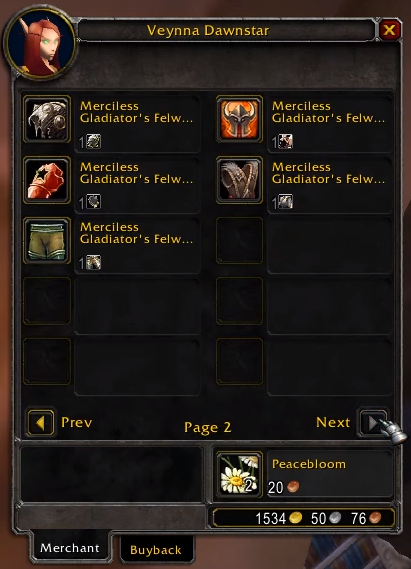 Veynna Dawnstar
Merciless
Gladiator's Felw...
1
Merciless
Gladiator's Felw...
1
Merciless
Gladiator's Felw...
1
Merciless
Gladiator's Felw...
1
Merciless
Gladiator's Felw...
1
Prev
Page 2
Next
2
Peacebloom
20
1534 50 76
Merchant
Buyback